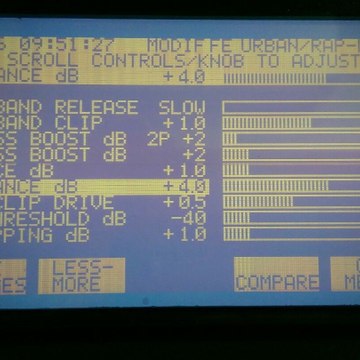 09:51:27 MODIFFE URBAN/RAP-
SCROLL CONTROLS/KNOB TO ADJUST
ANCE dB +4.0
BAND RELEASE SLOW
BAND CLIP +1.0
SS BOOST dB 2P +2
SS BOOST dB +2
CE dB +1.0
ANCE dB +4.0
CLIP DRIVE +0.5
RESHOLD dB -40
PPING dB +1.0
LESS-
MORE
COMPARE